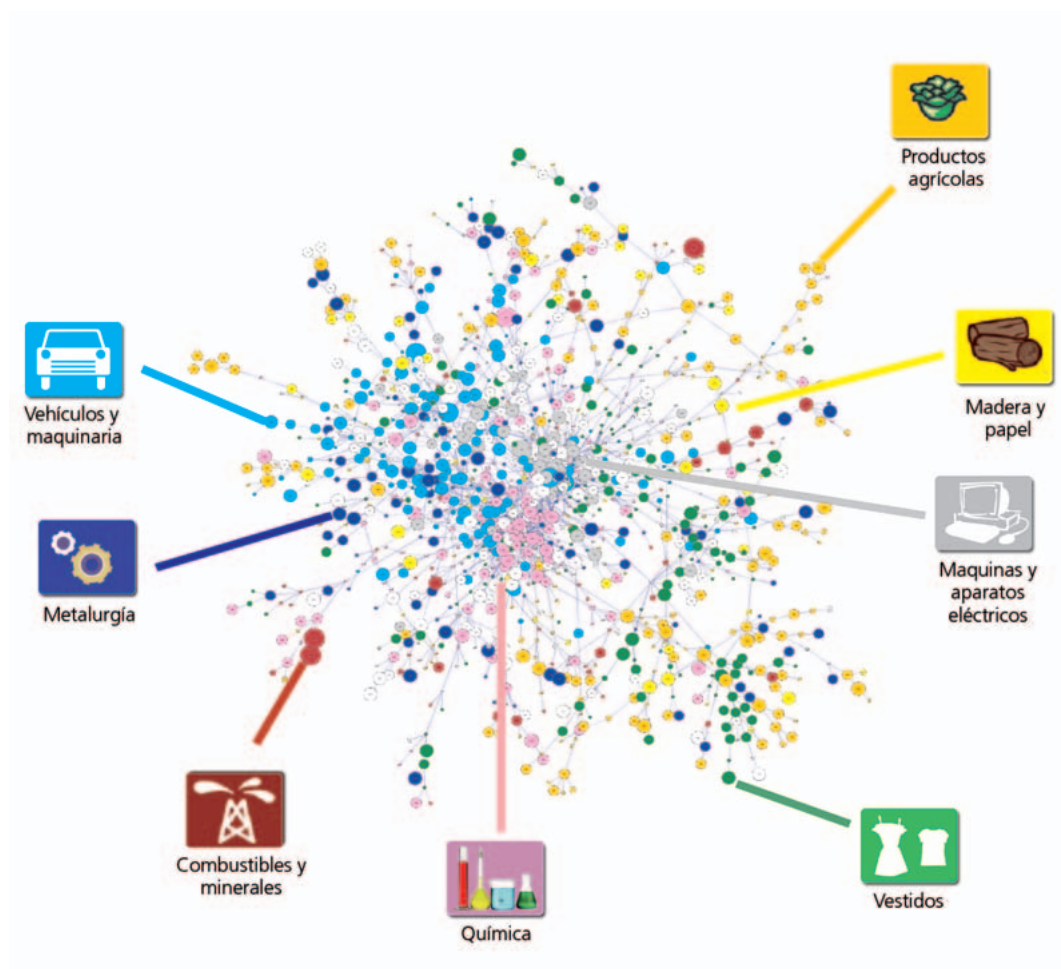 Productos
agrícolas
Vehículos y
maquinaria
Madera y
papel
Metalurgía
Maquinas y
aparatos
eléctricos
Combustibles y
minerales
Química
Vestidos